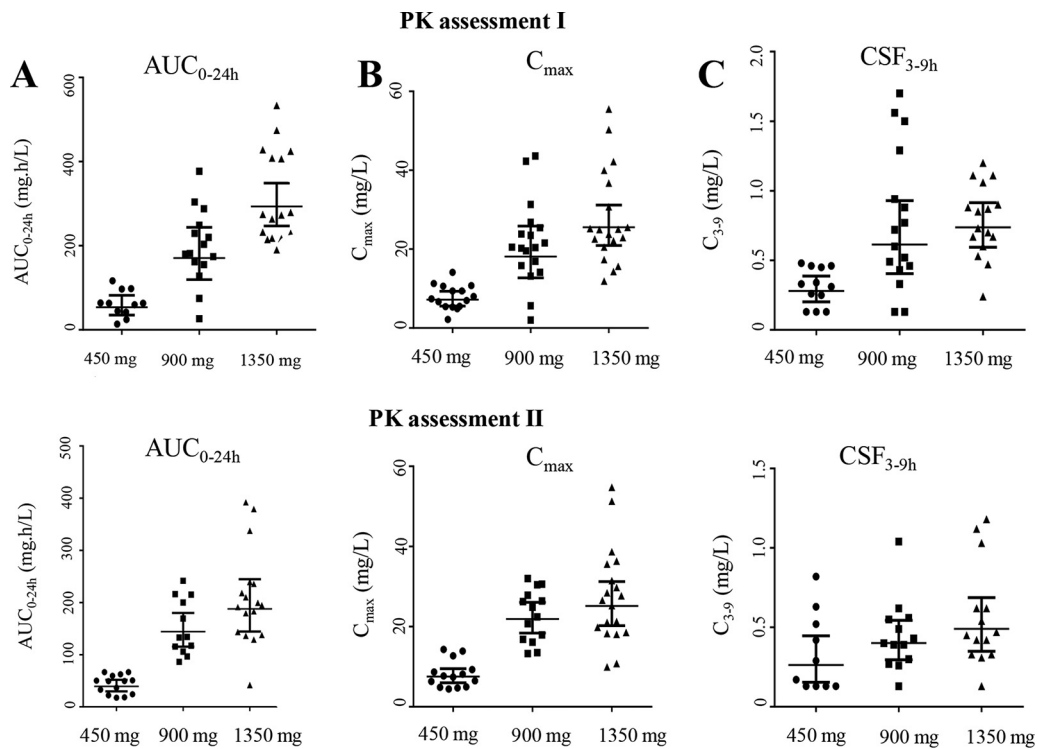 PK assessment I
A
AUC0-24h
B
Cmax
C
CSF3-9h
AUC0-24h (mg.h/L)
600
400
200
0
450 mg
900 mg
1350 mg
Cmax (mg/L)
60
40
20
0
450 mg
900 mg
1350 mg
C3-9 (mg/L)
2.0
1.5
1.0
0.5
0.0
450 mg
900 mg
1350 mg
PK assessment II
AUC0-24h
Cmax
CSF3-9h
AUC0-24h (mg.h/L)
500
400
300
200
100
0
450 mg
900 mg
1350 mg
Cmax (mg/L)
60
40
20
0
450 mg
900 mg
1350 mg
C3-9 (mg/L)
1.5
1.0
0.5
0.0
450 mg
900 mg
1350 mg